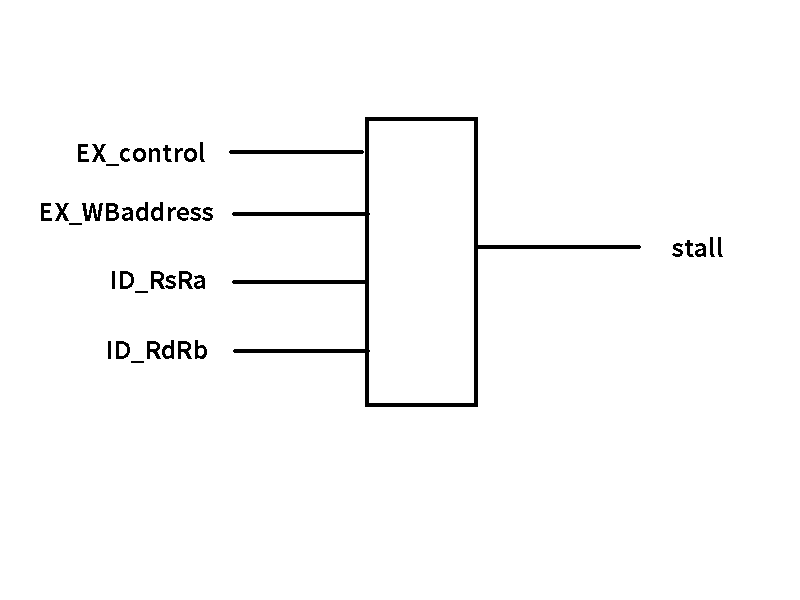 EX_control
EX_WBaddress
ID_RsRa
ID_RdRb
stall